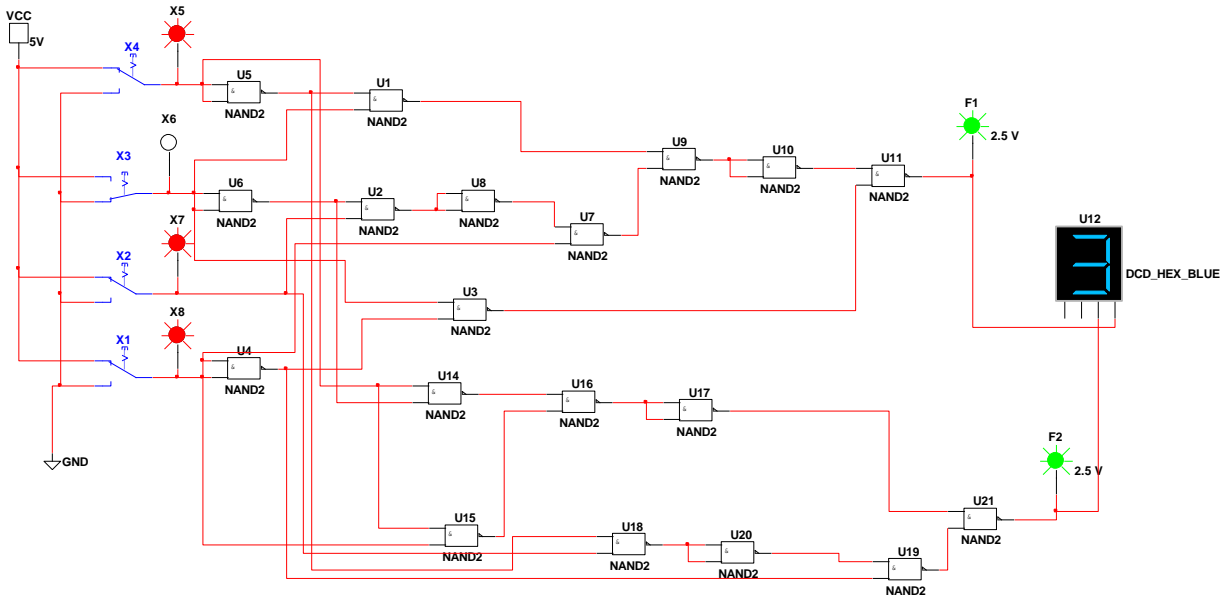 VCC
5V
X4
X5
U5
&
NAND2
U1
&
NAND2
X6
X3
U6
&
NAND2
U2
&
NAND2
U8
&
NAND2
U7
&
NAND2
U9
&
NAND2
U10
&
NAND2
U11
&
NAND2
F1
2.5 V
X7
X2
U3
&
NAND2
U12
3
DCD_HEX_BLUE
X8
X1
U4
&
NAND2
U14
&
NAND2
U16
&
NAND2
U17
&
NAND2
GND
F2
2.5 V
U15
&
NAND2
U18
&
NAND2
U20
&
NAND2
U19
&
NAND2
U21
&
NAND2